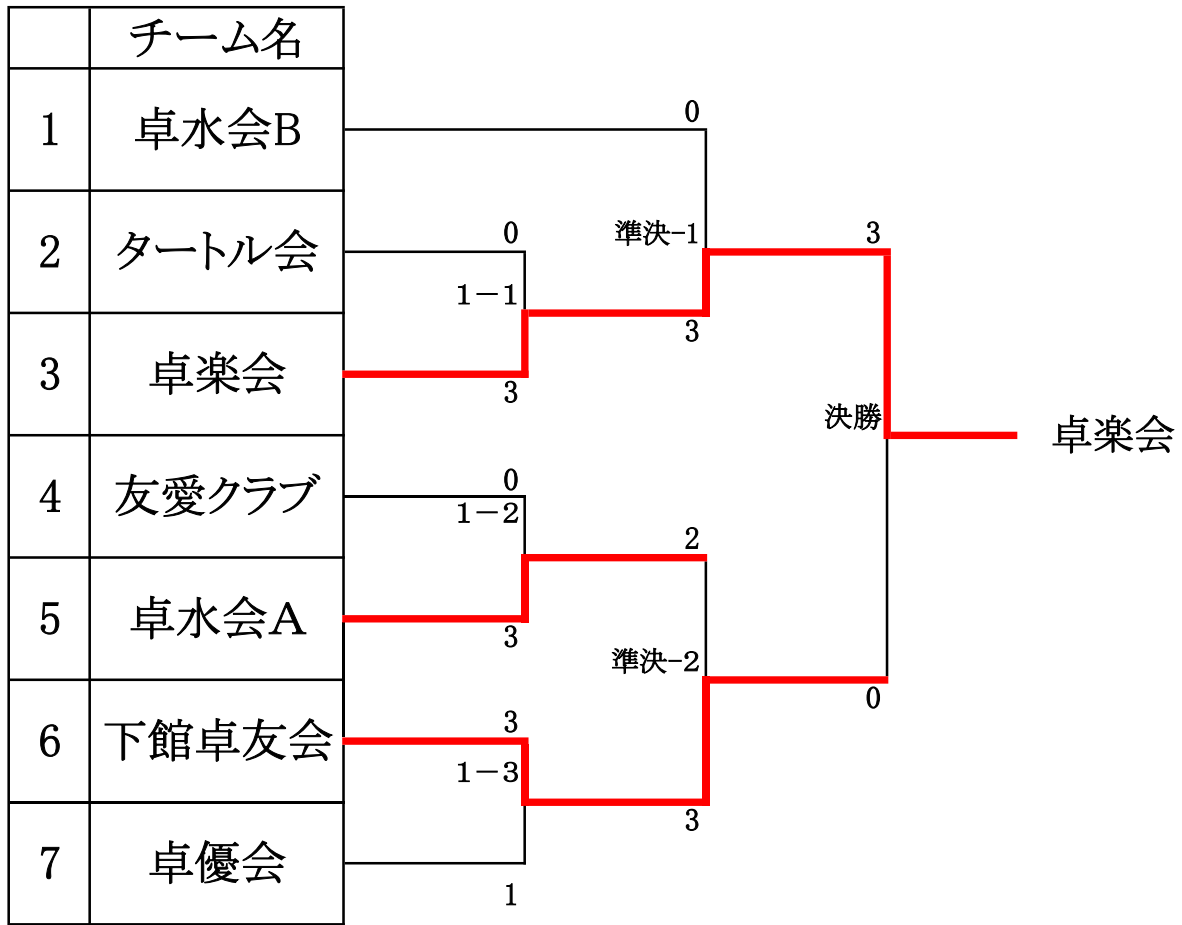 チーム名
1 卓水会B
2 タートル会
3 卓楽会
4 友愛クラブ
5 卓水会A
6 下館卓友会
7 卓優会
0
0
準決-1
3
1-1
3
3
決勝
卓楽会
0
1-2
2
3
準決-2
0
3
1-3
3
1